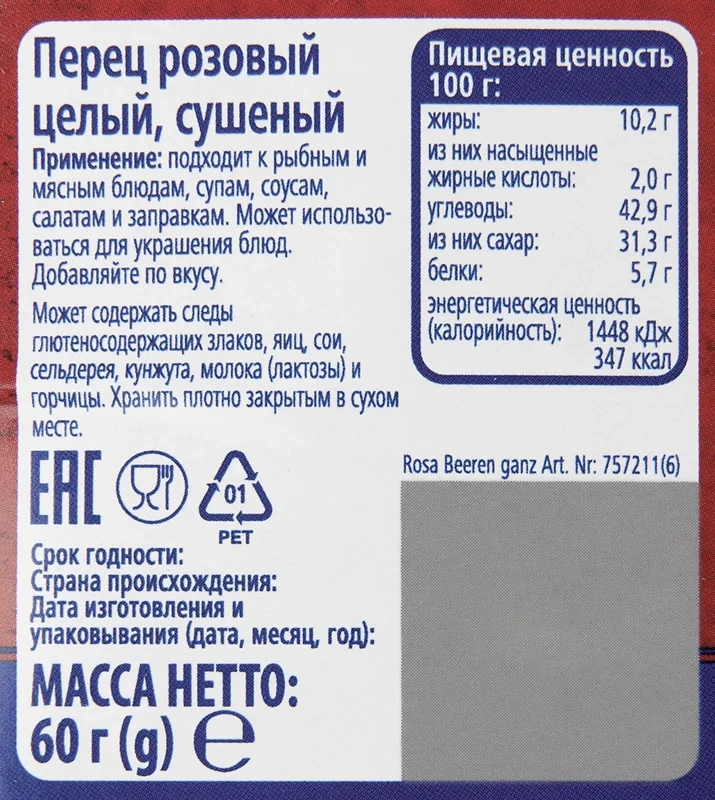 Перец розовый
целый, сушеный
Применение: подходит к рыбным и
мясным блюдам, супам, соусам,
салатам и заправкам. Может использо-
ваться для украшения блюд.
Добавляйте по вкусу.
Может содержать следы
глютеносодержащих злаков, яиц, сои,
сельдерея, кунжута, молока (лактозы) и
горчицы. Хранить плотно закрытым в сухом
месте.
EAC
01
PET
Срок годности:
Страна происхождения:
Дата изготовления и
упаковывания (дата, месяц, год):
МАССА НЕТТО:
60 г (g) e
Пищевая ценность
100 г:
жиры: 10,2 г
из них насыщенные
жирные кислоты: 2,0 г
углеводы: 42,9 г
из них сахар: 31,3 г
белки: 5,7 г
энергетическая ценность
(калорийность): 1448 кДж
347 ккал
Rosa Beeren ganz Art. Nr: 757211(6)